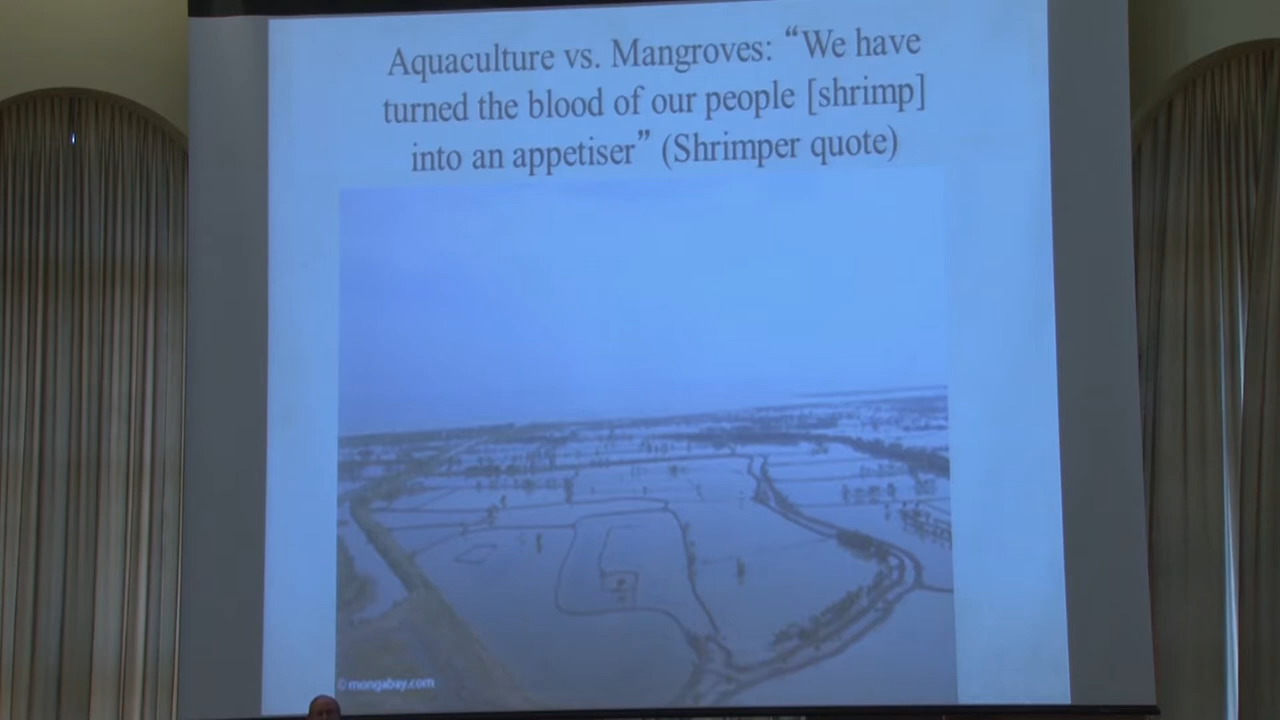 Aquaculture vs. Mangroves: “We have
turned the blood of our people [shrimp]
into an appetiser” (Shrimper quote)
© mongabay.com